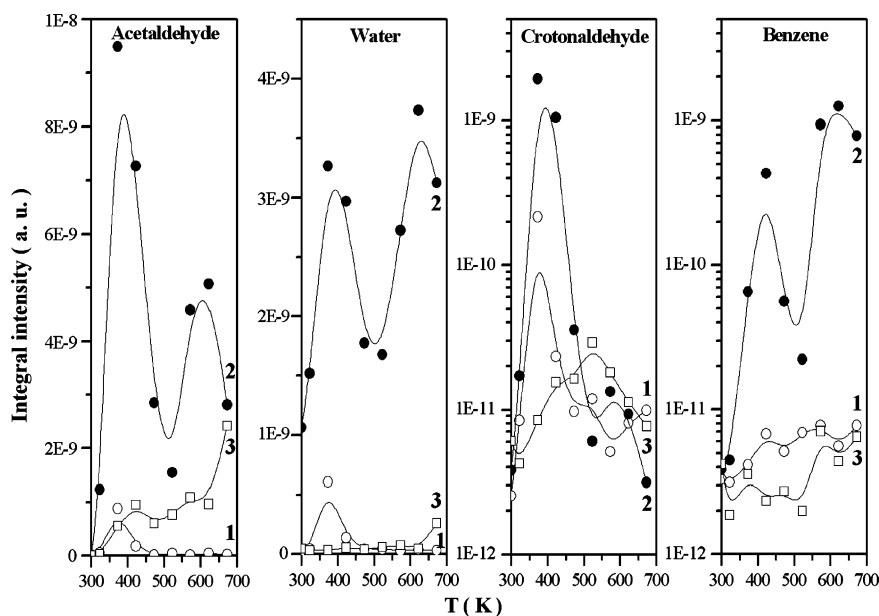 Integral intensity ( a. u. )
Acetaldehyde
1E-8
8E-9
6E-9
4E-9
2E-9
0
2
3
1
300 400 500 600 700
Water
4E-9
3E-9
2E-9
1E-9
0
2
3
1
300 400 500 600 700
Crotonaldehyde
1E-9
1E-10
1E-11
1E-12
1
3
2
300 400 500 600 700
Benzene
1E-9
1E-10
1E-11
1E-12
2
1
3
300 400 500 600 700
T ( K )